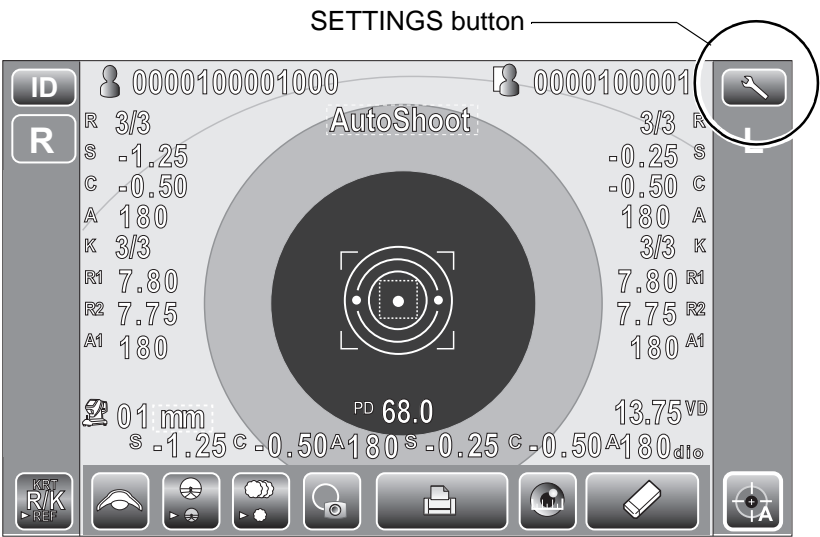 SETTINGS button
ID 0000100001000 0000100001
R L
AutoShoot
R 3/3 3/3 R
S -1.25 -0.25 S
C -0.50 -0.50 C
A 180 180 A
K 3/3 3/3 K
R1 7.80 7.80 R1
R2 7.75 7.75 R2
A1 180 180 A1
01 mm PD 68.0 13.75 VD
S -1.25 C -0.50 A 180 S -0.25 C -0.50 A 180 dio
KRT
R/K
►REF
A